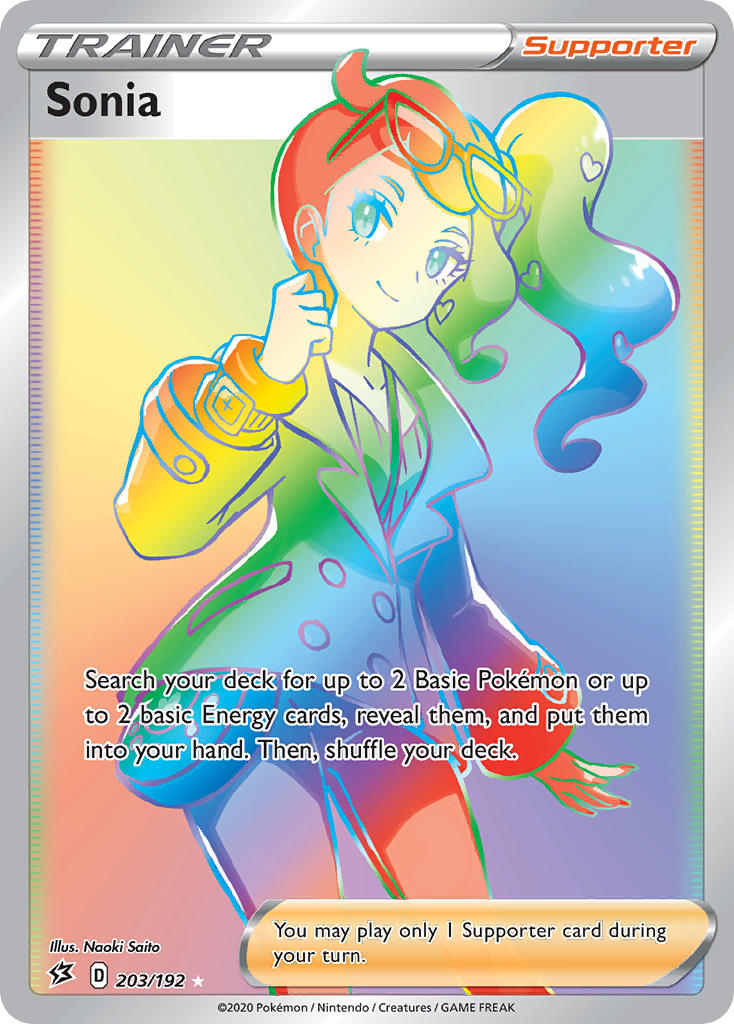 TRAINER Supporter
Sonia
Search your deck for up to 2 Basic Pokémon or up
to 2 basic Energy cards, reveal them, and put them
into your hand. Then, shuffle your deck.
You may play only 1 Supporter card during
your turn.
Illus. Naoki Saito
D 203/192
©2020 Pokémon / Nintendo / Creatures / GAME FREAK